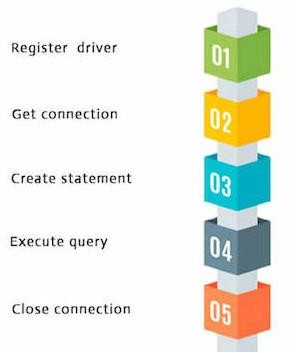 Register driver
01
Get connection
02
Create statement
03
Execute query
04
Close connection
05